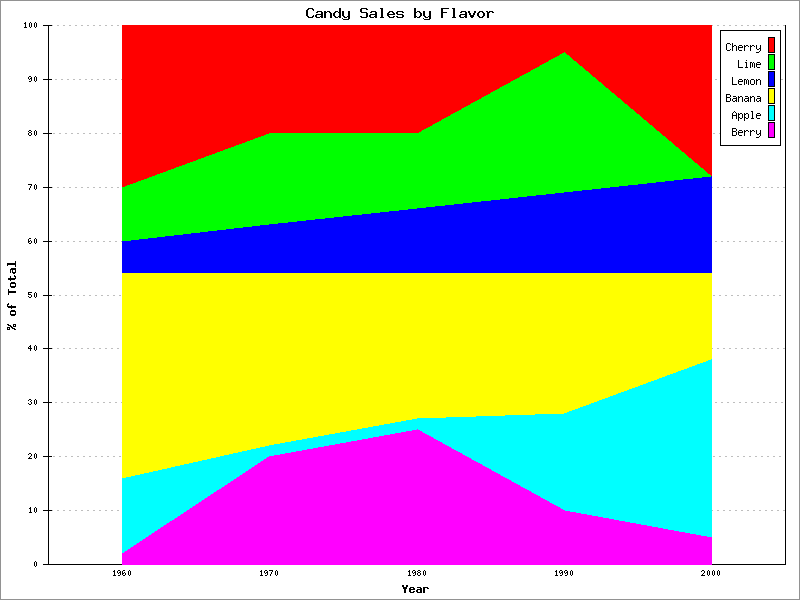 Candy Sales by Flavor
100
90
80
70
60
50
40
30
20
10
0
% of Total
1960 1970 1980 1990 2000
Year
Cherry
Lime
Lemon
Banana
Apple
Berry